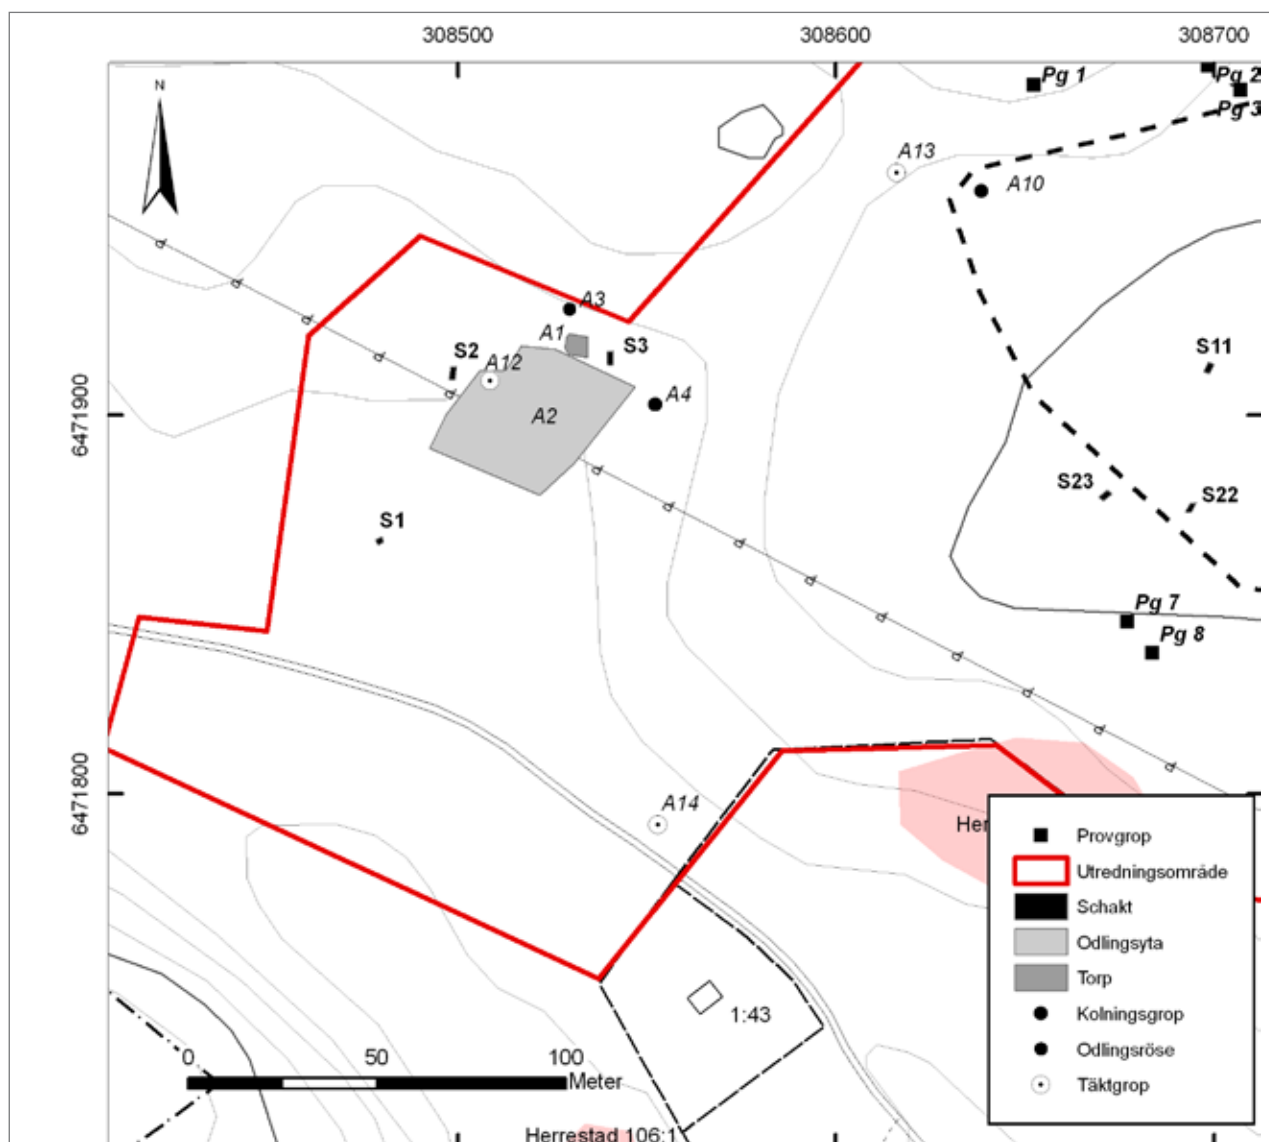 308500 308600 308700
N
Pg 1
Pg 2
Pg 3
A13
A10
A3
A1
S3
S2
A12
A4
A2
6471900
S11
S23
S22
S1
Pg 7
Pg 8
6471800
A14
Her
Provgrop
Utredningsområde
Schakt
Odlingsyta
Torp
Kolningsgrop
Odlingsröse
Täktgrop
1:43
0 50 100
Meter
Herrestad 106:1